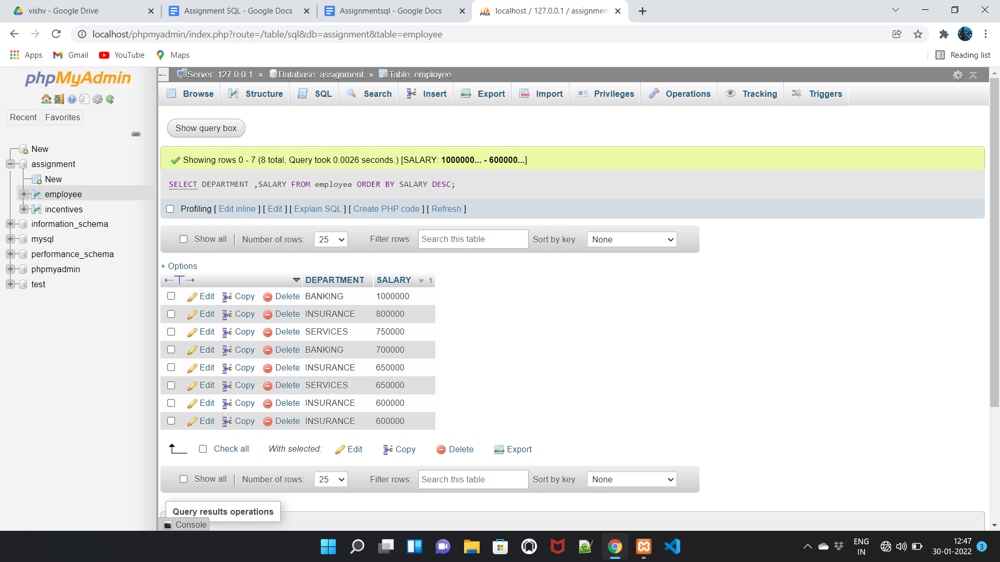 vishv - Google Drive
Assignment SQL - Google Docs
Assignmentsql - Google Docs
localhost / 127.0.0.1 / assignment
localhost/phpmyadmin/index.php?route=/table/sql&db=assignment&table=employee
Apps
Gmail
YouTube
Maps
Reading list
phpMyAdmin
Recent
Favorites
New
assignment
New
employee
incentives
information_schema
mysql
performance_schema
phpmyadmin
test
Server: 127.0.0.1 » Database: assignment » Table: employee
Browse
Structure
SQL
Search
Insert
Export
Import
Privileges
Operations
Tracking
Triggers
Show query box
Showing rows 0 - 7 (8 total, Query took 0.0026 seconds.) [SALARY: 1000000... - 600000...]
SELECT DEPARTMENT ,SALARY FROM employee ORDER BY SALARY DESC;
Profiling [ Edit inline ] [ Edit ] [ Explain SQL ] [ Create PHP code ] [ Refresh ]
Show all | Number of rows: 25 Filter rows: Search this table Sort by key: None
+ Options
←T→ DEPARTMENT SALARY 1
Edit Copy Delete BANKING 1000000
Edit Copy Delete INSURANCE 800000
Edit Copy Delete SERVICES 750000
Edit Copy Delete BANKING 700000
Edit Copy Delete INSURANCE 650000
Edit Copy Delete SERVICES 650000
Edit Copy Delete INSURANCE 600000
Edit Copy Delete INSURANCE 600000
Check all With selected: Edit Copy Delete Export
Show all | Number of rows: 25 Filter rows: Search this table Sort by key: None
Query results operations
Console
ENG
IN
12:47
30-01-2022
3